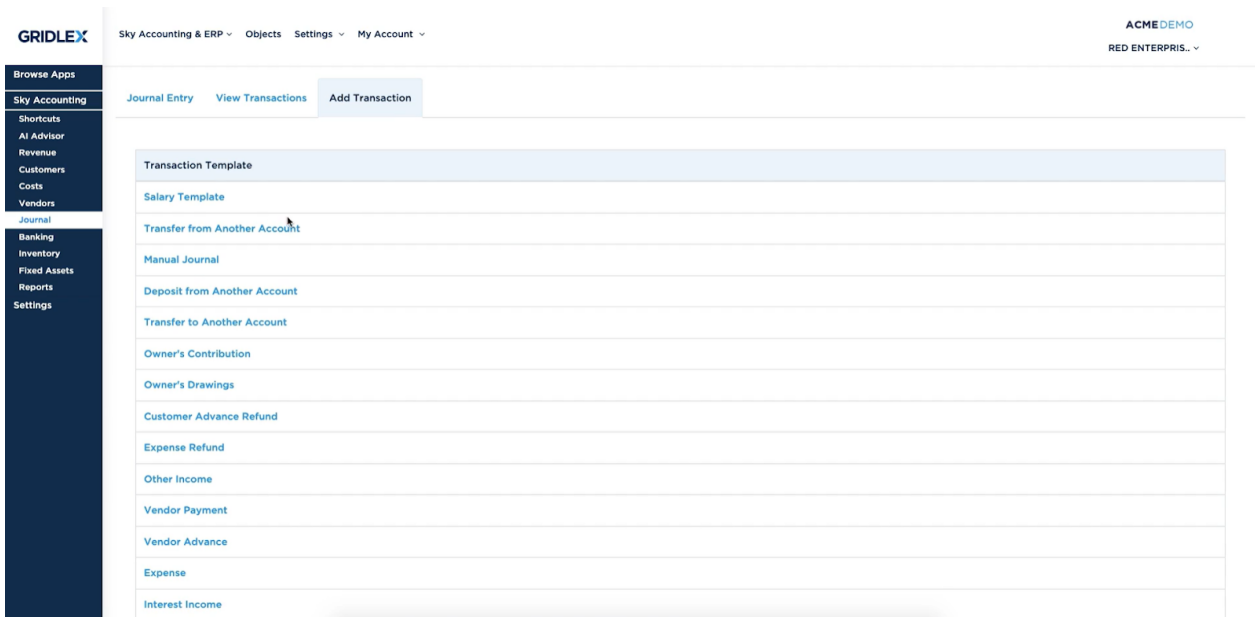 GRIDLEX
Sky Accounting & ERP Objects Settings My Account
ACMEDEMO
RED ENTERPRIS..
Browse Apps
Sky Accounting
Shortcuts
AI Advisor
Revenue
Customers
Costs
Vendors
Journal
Banking
Inventory
Fixed Assets
Reports
Settings
Journal Entry View Transactions Add Transaction
Transaction Template
Salary Template
Transfer from Another Account
Manual Journal
Deposit from Another Account
Transfer to Another Account
Owner's Contribution
Owner's Drawings
Customer Advance Refund
Expense Refund
Other Income
Vendor Payment
Vendor Advance
Expense
Interest Income